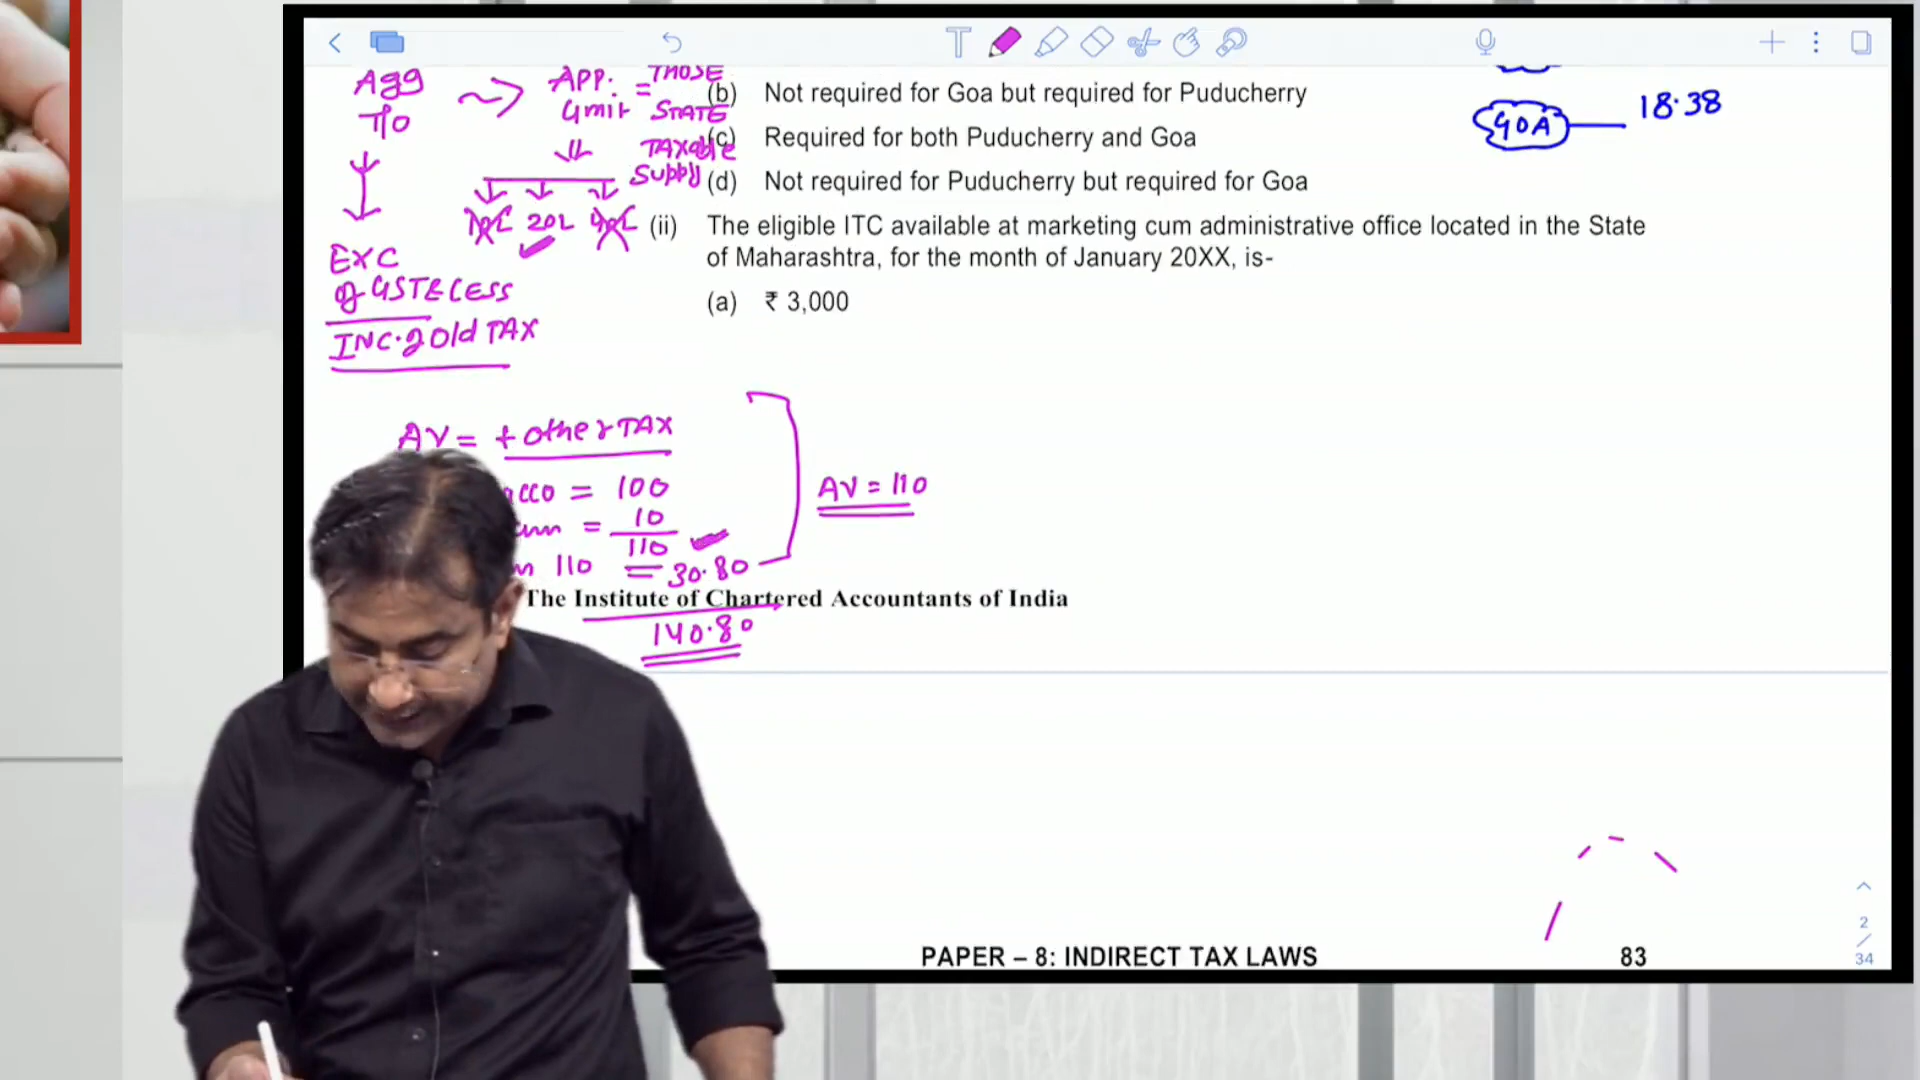 Agg
T/O
APP. = THOSE
limit STATE
TAXable
Supply
20L
EXC
of GSTE CESS
INC. g Old TAX
(b) Not required for Goa but required for Puducherry
(c) Required for both Puducherry and Goa
(d) Not required for Puducherry but required for Goa
(ii) The eligible ITC available at marketing cum administrative office located in the State
of Maharashtra, for the month of January 20XX, is-
(a) ₹ 3,000
GOA 18.38
AV = + other TAX
= 100
= 10
110
110 = 30.80
AV = 110
The Institute of Chartered Accountants of India
140.80
PAPER – 8: INDIRECT TAX LAWS 83
2
/
34